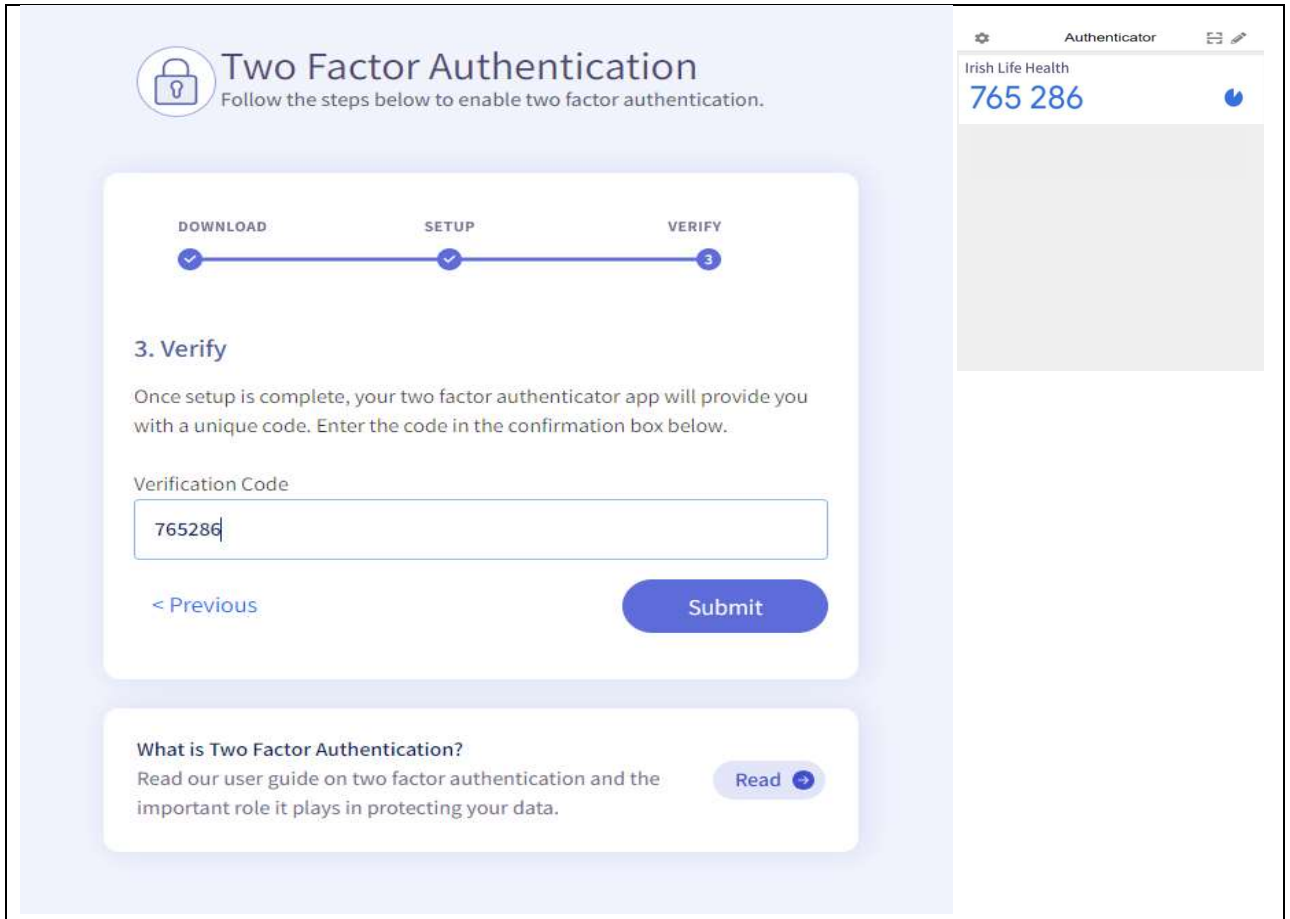 Two Factor Authentication
Follow the steps below to enable two factor authentication.
DOWNLOAD
SETUP
VERIFY
3
3. Verify
Once setup is complete, your two factor authenticator app will provide you
with a unique code. Enter the code in the confirmation box below.
Verification Code
765286
< Previous
Submit
What is Two Factor Authentication?
Read our user guide on two factor authentication and the
important role it plays in protecting your data.
Read
Authenticator
Irish Life Health
765 286